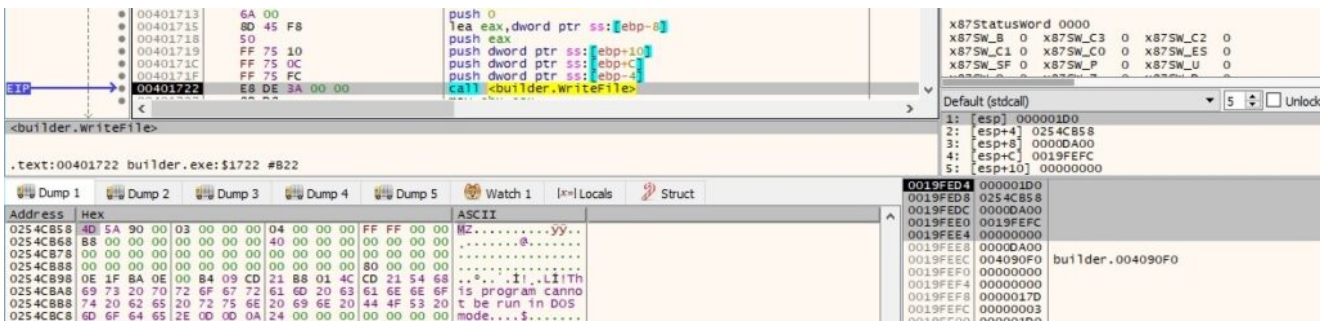 00401713 6A 00 push 0
00401715 8D 45 F8 lea eax,dword ptr ss:[ebp-8]
00401718 50 push eax
00401719 FF 75 10 push dword ptr ss:[ebp+10]
0040171C FF 75 0C push dword ptr ss:[ebp+C]
0040171F FF 75 FC push dword ptr ss:[ebp-4]
EIP 00401722 E8 DE 3A 00 00 call <builder.WriteFile>
<builder.WriteFile>
.text:00401722 builder.exe:$1722 #B22
x87StatusWord 0000
x87SW_B 0 x87SW_C3 0 x87SW_C2 0
x87SW_C1 0 x87SW_C0 0 x87SW_ES 0
x87SW_SF 0 x87SW_P 0 x87SW_U 0
Default (stdcall) 5 Unlock
1: [esp] 000001D0
2: [esp+4] 0254CB58
3: [esp+8] 0000DA00
4: [esp+C] 0019FEFC
5: [esp+10] 00000000
Dump 1 Dump 2 Dump 3 Dump 4 Dump 5 Watch 1 [x=] Locals Struct
Address Hex ASCII
0254CB58 4D 5A 90 00 03 00 00 00 04 00 00 00 FF FF 00 00 MZ..........ÿÿ..
0254CB68 B8 00 00 00 00 00 00 00 40 00 00 00 00 00 00 00 ¸.......@.......
0254CB78 00 00 00 00 00 00 00 00 00 00 00 00 00 00 00 00 ................
0254CB88 00 00 00 00 00 00 00 00 00 00 00 00 80 00 00 00 ................
0254CB98 0E 1F BA 0E 00 B4 09 CD 21 B8 01 4C CD 21 54 68 ..º..´.Í!¸.LÍ!Th
0254CBA8 69 73 20 70 72 6F 67 72 61 6D 20 63 61 6E 6E 6F is program canno
0254CBB8 74 20 62 65 20 72 75 6E 20 69 6E 20 44 4F 53 20 t be run in DOS
0254CBC8 6D 6F 64 65 2E 0D 0D 0A 24 00 00 00 00 00 00 00 mode....$.......
0019FED4 000001D0
0019FED8 0254CB58
0019FEDC 0000DA00
0019FEE0 0019FEFC
0019FEE4 00000000
0019FEE8 0000DA00
0019FEEC 004090F0 builder.004090F0
0019FEF0 00000000
0019FEF4 00000000
0019FEF8 0000017D
0019FEFC 00000003